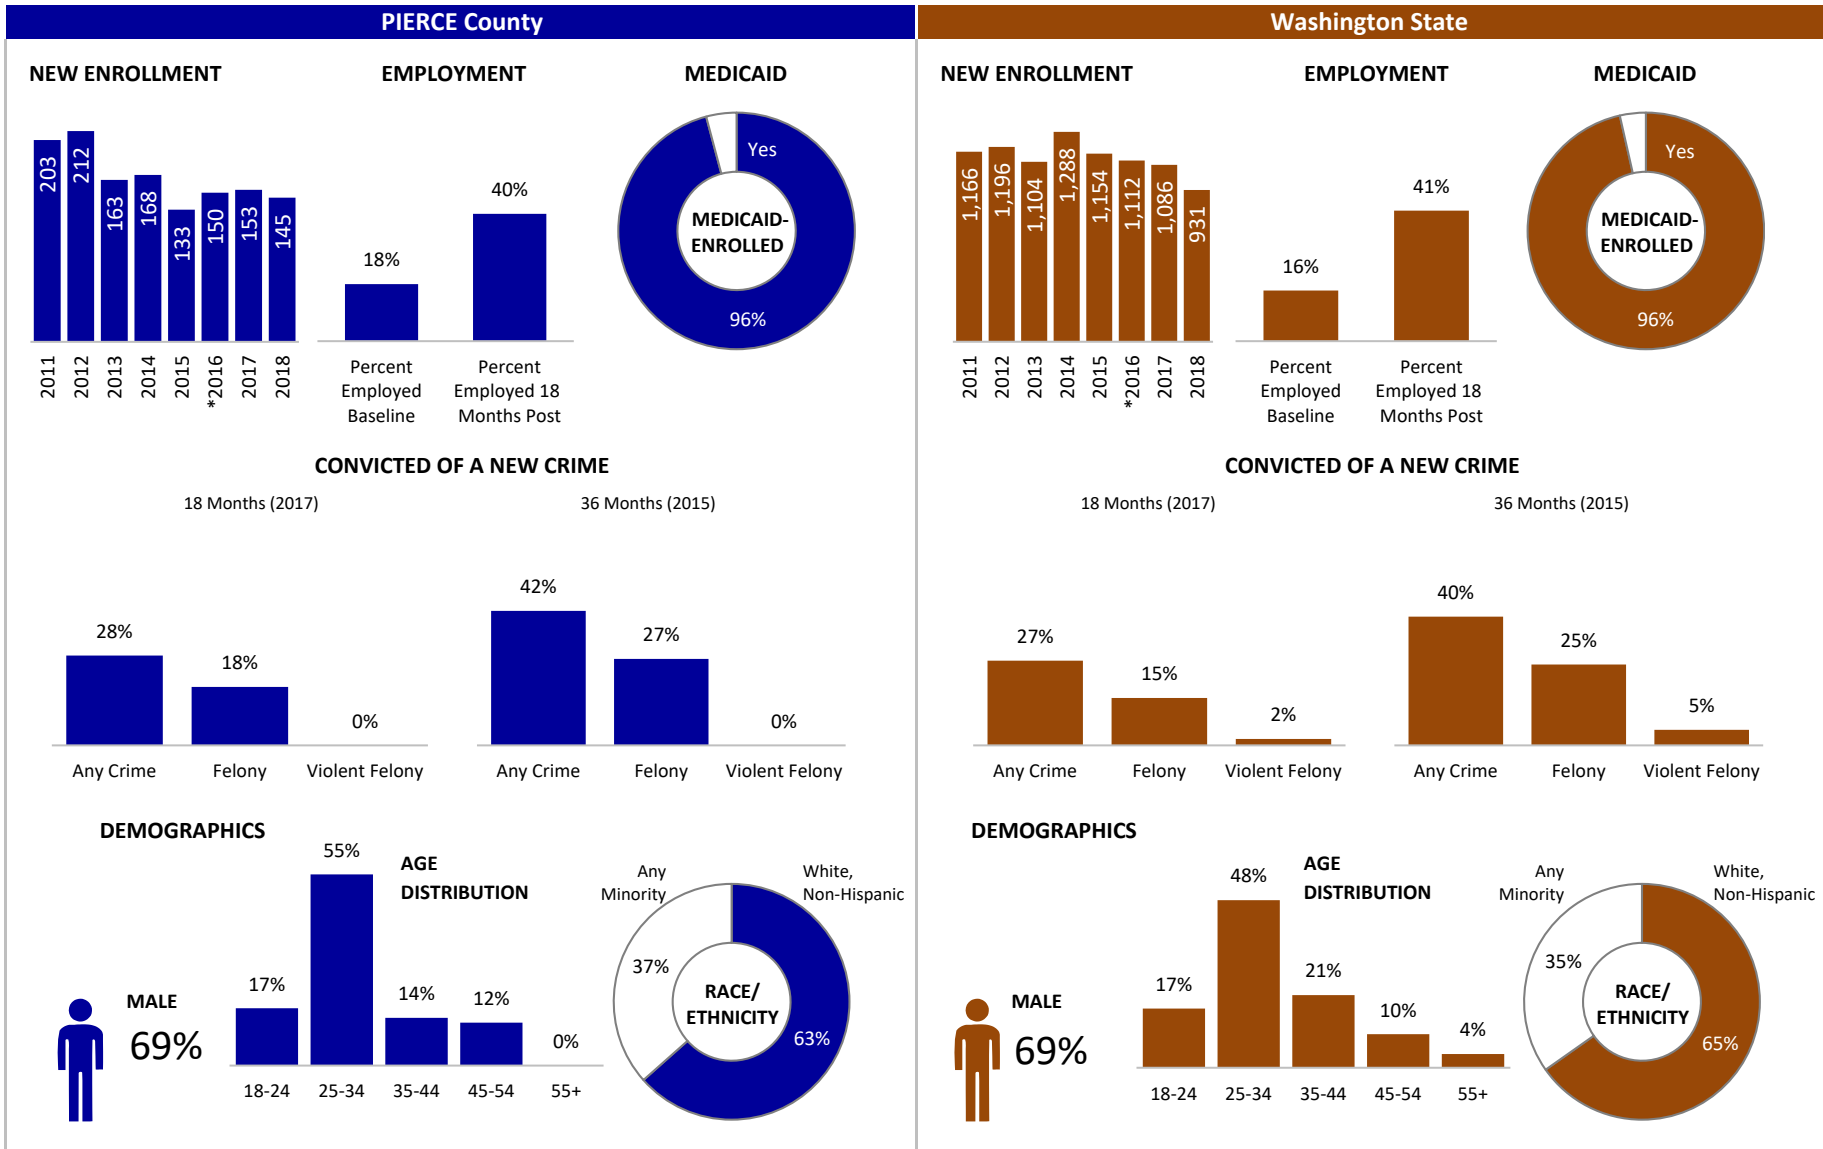 PIERCE County
NEW ENROLLMENT
EMPLOYMENT
MEDICAID
203
212
163
168
133
150
153
145
2011
2012
2013
2014
2015
*2016
2017
2018
18%
40%
Percent
Employed
Baseline
Percent
Employed 18
Months Post
Yes
MEDICAID-
ENROLLED
96%
CONVICTED OF A NEW CRIME
18 Months (2017)
36 Months (2015)
28%
18%
0%
Any Crime
Felony
Violent Felony
42%
27%
0%
Any Crime
Felony
Violent Felony
DEMOGRAPHICS
MALE
69%
AGE
DISTRIBUTION
17%
55%
14%
12%
0%
18-24
25-34
35-44
45-54
55+
Any
Minority
White,
Non-Hispanic
37%
RACE/
ETHNICITY
63%
Washington State
NEW ENROLLMENT
EMPLOYMENT
MEDICAID
1,166
1,196
1,104
1,288
1,154
1,112
1,086
931
2011
2012
2013
2014
2015
*2016
2017
2018
16%
41%
Percent
Employed
Baseline
Percent
Employed 18
Months Post
Yes
MEDICAID-
ENROLLED
96%
CONVICTED OF A NEW CRIME
18 Months (2017)
36 Months (2015)
27%
15%
2%
Any Crime
Felony
Violent Felony
40%
25%
5%
Any Crime
Felony
Violent Felony
DEMOGRAPHICS
MALE
69%
AGE
DISTRIBUTION
17%
48%
21%
10%
4%
18-24
25-34
35-44
45-54
55+
Any
Minority
White,
Non-Hispanic
35%
RACE/
ETHNICITY
65%